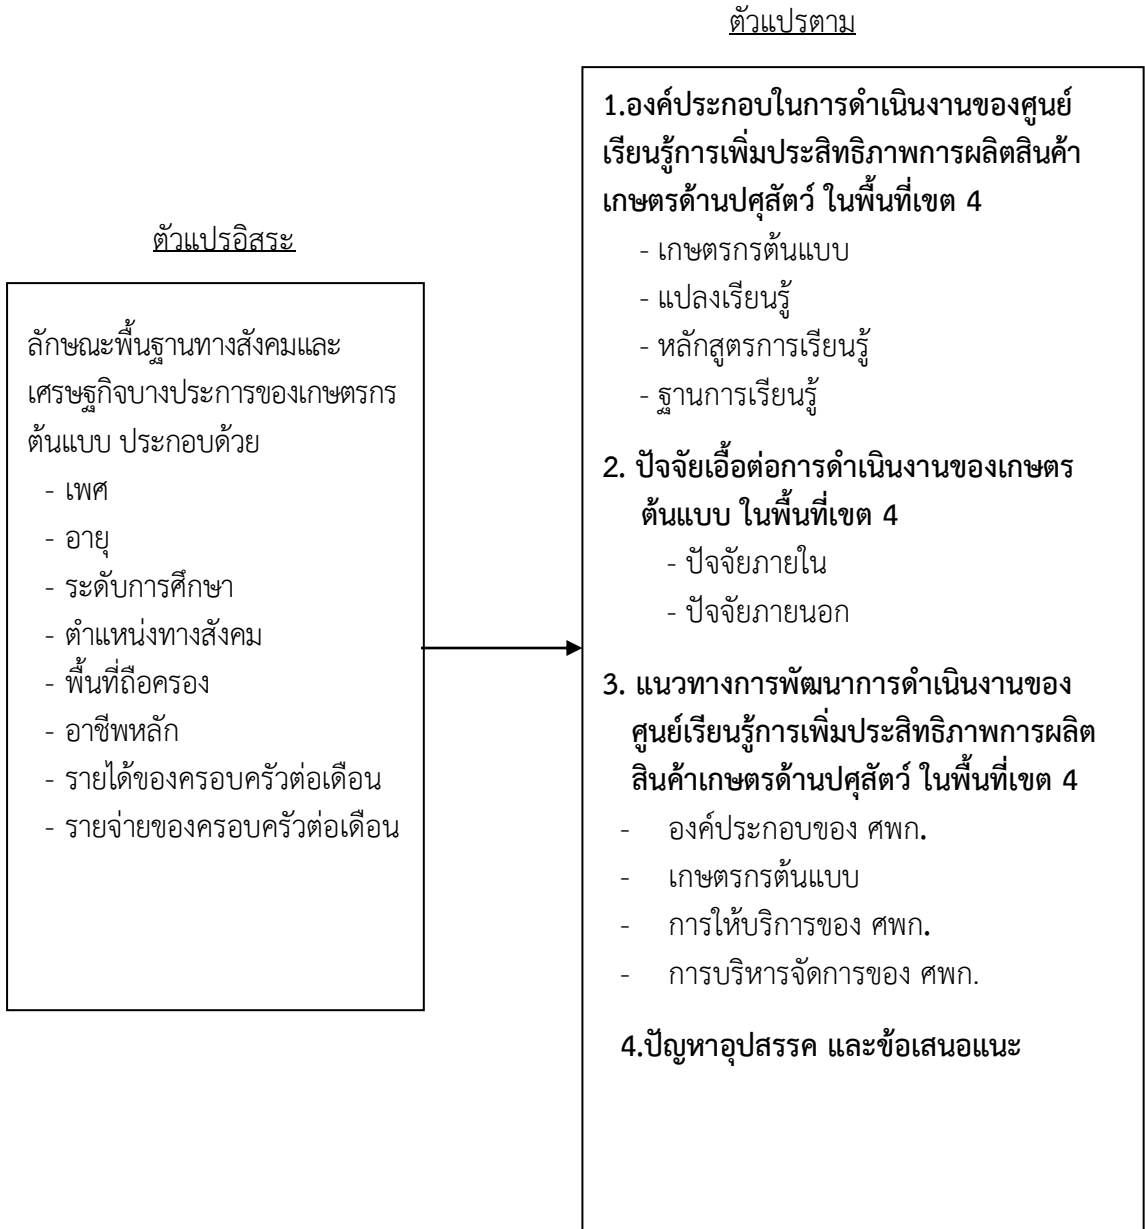 ตัวแปรตาม
1.องค์ประกอบในการดำเนินงานของศูนย์
เรียนรู้การเพิ่มประสิทธิภาพการผลิตสินค้า
เกษตรด้านปศุสัตว์ ในพื้นที่เขต 4
- เกษตรกรต้นแบบ
- แปลงเรียนรู้
- หลักสูตรการเรียนรู้
- ฐานการเรียนรู้
2. ปัจจัยเอื้อต่อการดำเนินงานของเกษตร
ต้นแบบ ในพื้นที่เขต 4
- ปัจจัยภายใน
- ปัจจัยภายนอก
3. แนวทางการพัฒนาการดำเนินงานของ
ศูนย์เรียนรู้การเพิ่มประสิทธิภาพการผลิต
สินค้าเกษตรด้านปศุสัตว์ ในพื้นที่เขต 4
- องค์ประกอบของ ศพก.
- เกษตรกรต้นแบบ
- การให้บริการของ ศพก.
- การบริหารจัดการของ ศพก.
4.ปัญหาอุปสรรค และข้อเสนอแนะ
ตัวแปรอิสระ
ลักษณะพื้นฐานทางสังคมและ
เศรษฐกิจบางประการของเกษตรกร
ต้นแบบ ประกอบด้วย
- เพศ
- อายุ
- ระดับการศึกษา
- ตำแหน่งทางสังคม
- พื้นที่ถือครอง
- อาชีพหลัก
- รายได้ของครอบครัวต่อเดือน
- รายจ่ายของครอบครัวต่อเดือน